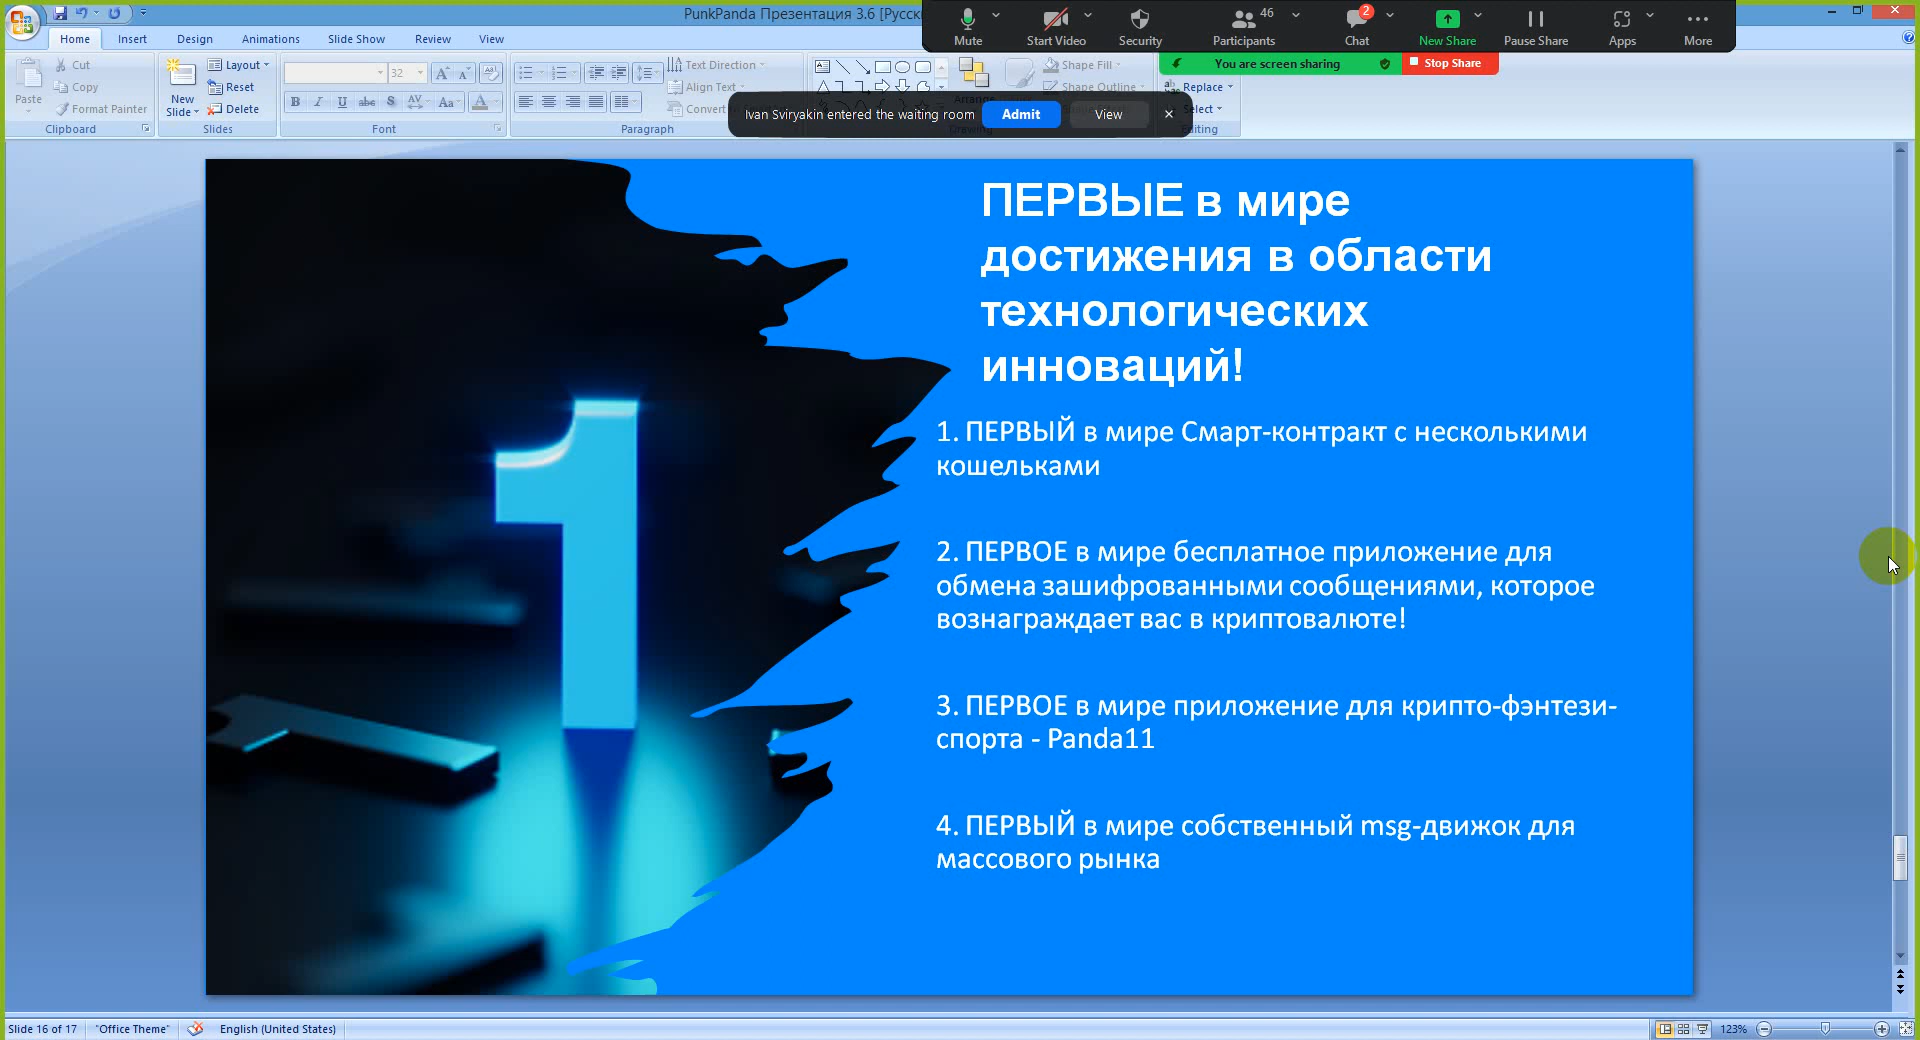 PunkPanda Презентация 3.6 [Русск
Home Insert Design Animations Slide Show Review View
Mute Start Video Security Participants 46 Chat 2 New Share Pause Share Apps More
You are screen sharing Stop Share
Paste Cut Copy Format Painter Clipboard
New Slide Layout Reset Delete Slides
32 Font
B I U abc S AV Aa A
Text Direction Align Text Convert Paragraph
Arrange
Shape Fill Shape Outline
Replace Select Editing
Ivan Sviryakin entered the waiting room Admit View
ПЕРВЫЕ в мире
достижения в области
технологических
инноваций!
1. ПЕРВЫЙ в мире Смарт-контракт с несколькими
кошельками
2. ПЕРВОЕ в мире бесплатное приложение для
обмена зашифрованными сообщениями, которое
вознаграждает вас в криптовалюте!
3. ПЕРВОЕ в мире приложение для крипто-фэнтези-
спорта - Panda11
4. ПЕРВЫЙ в мире собственный msg-движок для
массового рынка
Slide 16 of 17 "Office Theme" English (United States) 123%